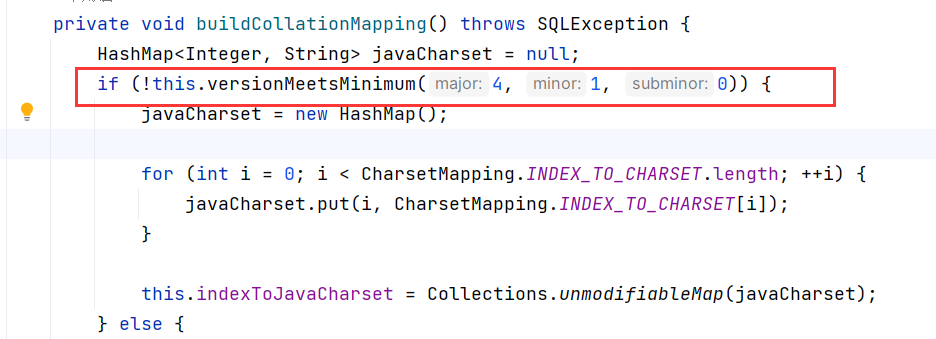 private void buildCollationMapping() throws SQLException {
HashMap<Integer, String> javaCharset = null;
if (!this.versionMeetsMinimum( major: 4, minor: 1, subminor: 0)) {
javaCharset = new HashMap();
for (int i = 0; i < CharsetMapping.INDEX_TO_CHARSET.length; ++i) {
javaCharset.put(i, CharsetMapping.INDEX_TO_CHARSET[i]);
}
this.indexToJavaCharset = Collections.unmodifiableMap(javaCharset);
} else {